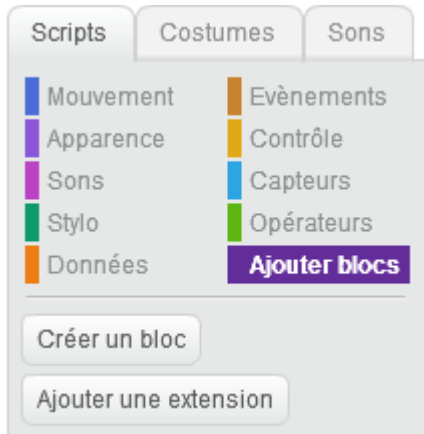 Scripts Costumes Sons
Mouvement Evènements
Apparence Contrôle
Sons Capteurs
Stylo Opérateurs
Données Ajouter blocs
Créer un bloc
Ajouter une extension